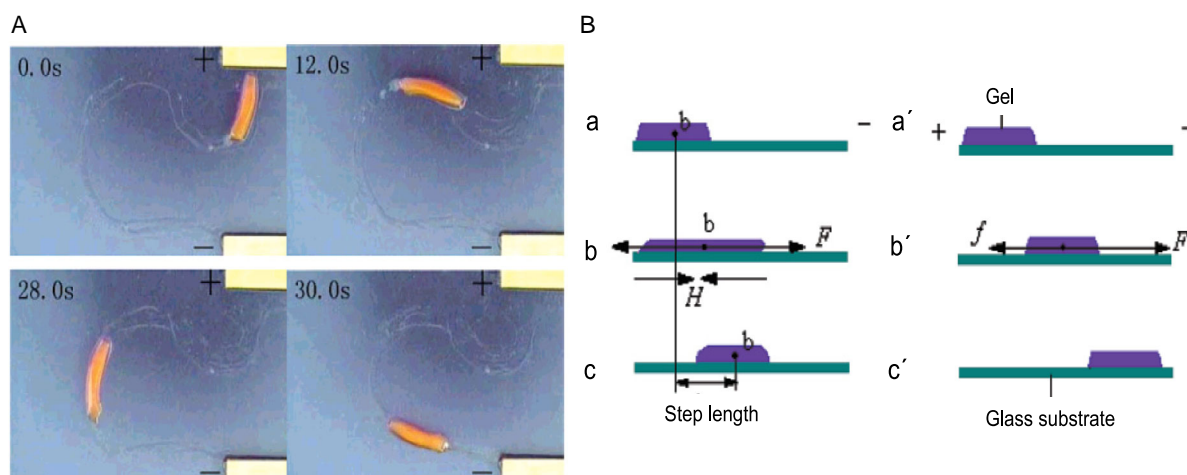 A
0.0s
+
−
12.0s
+
−
28.0s
+
−
30.0s
+
−
B
a
b
−
b
b
F
H
c
b
Step length
a´
+
Gel
−
b´
f
F
c´
Glass substrate